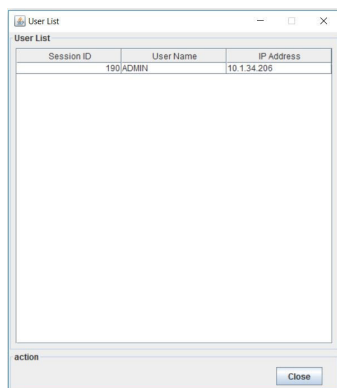 User List
User List
Session ID User Name IP Address
190 ADMIN 10.1.34.206
action
Close